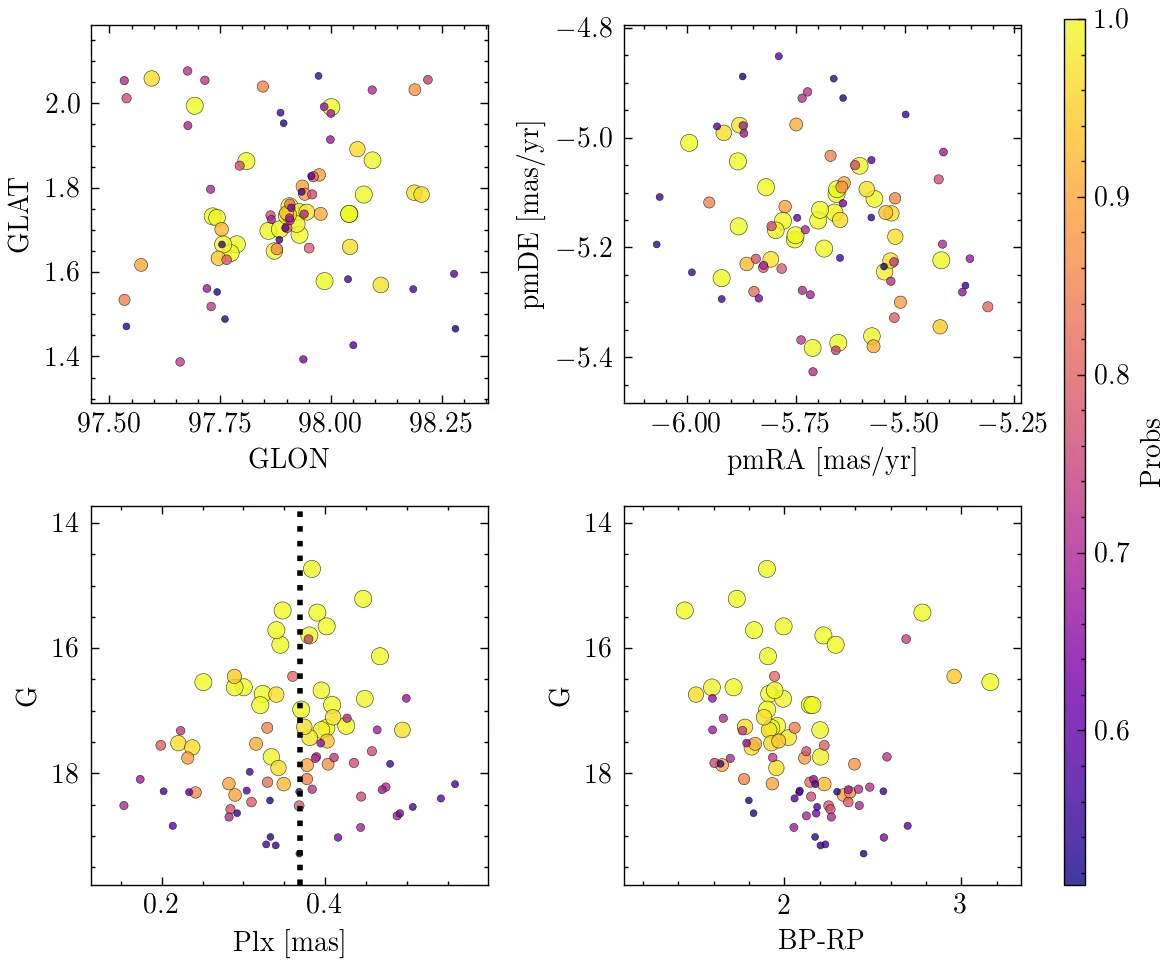 2.0
1.8
1.6
1.4
GLAT
97.50 97.75 98.00 98.25
GLON
−4.8
−5.0
−5.2
−5.4
pmDE [mas/yr]
−6.00 −5.75 −5.50 −5.25
pmRA [mas/yr]
14
16
18
G
0.2 0.4
Plx [mas]
14
16
18
G
2 3
BP-RP
1.0
0.9
0.8
0.7
0.6
Probs